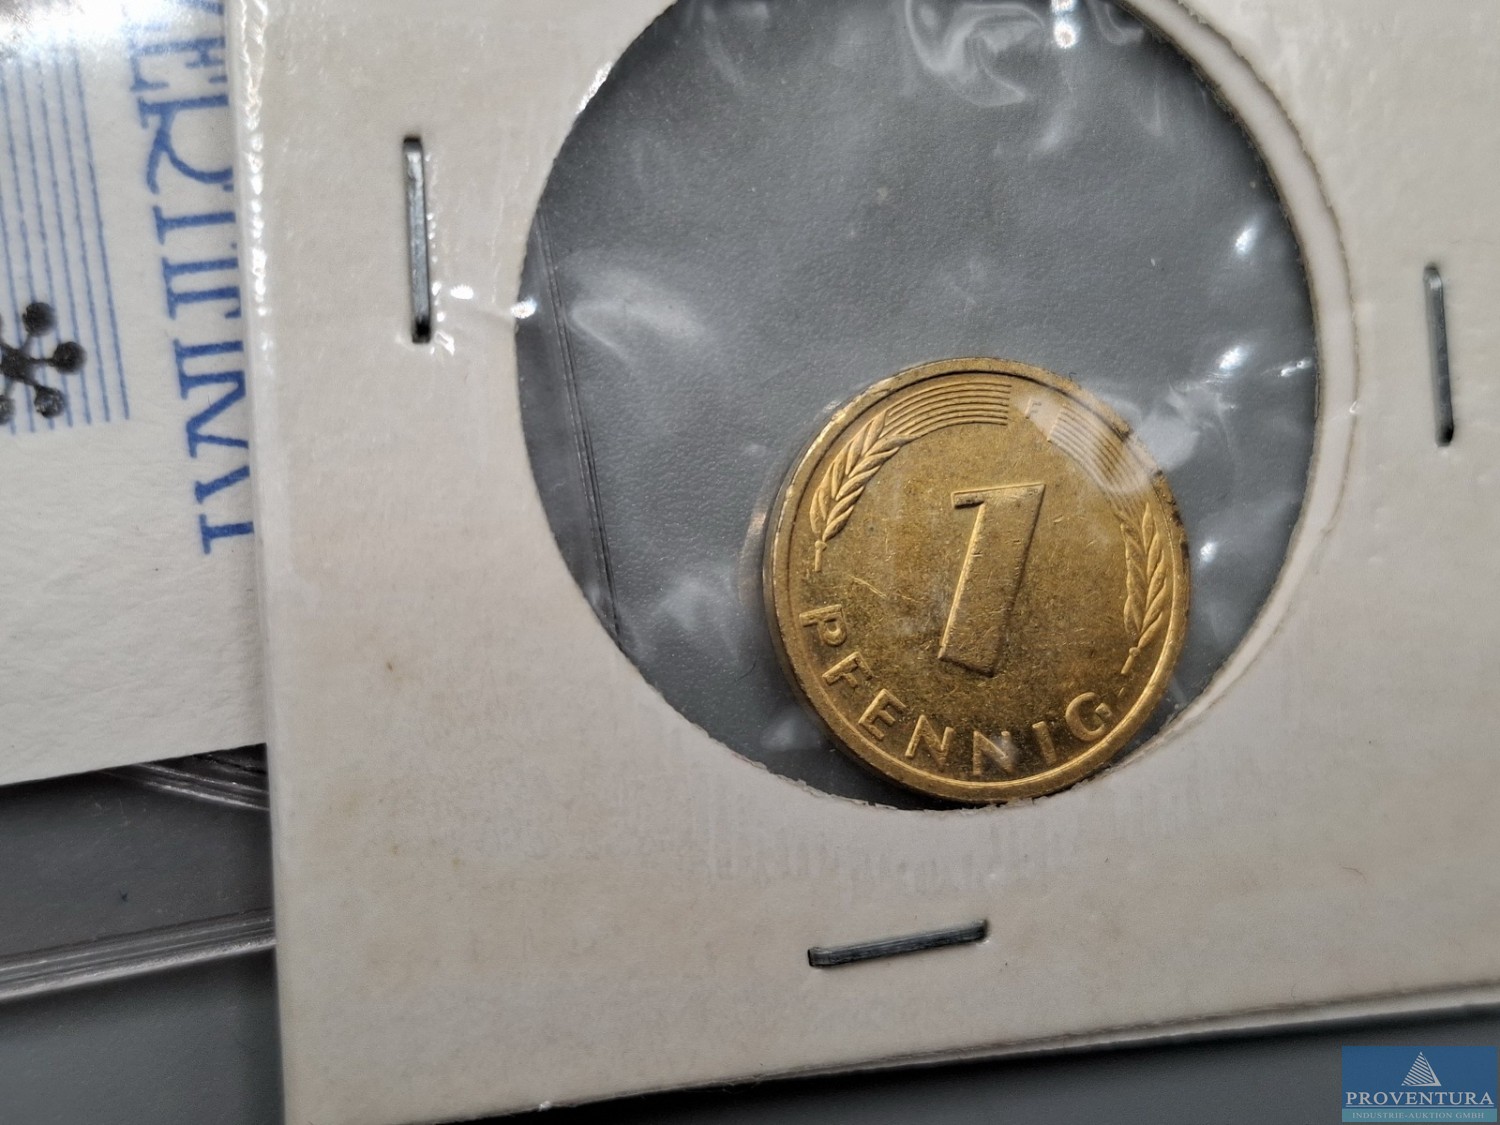 F
1
PFENNIG
PROVENTURA
INDUSTRIE-AUKTION GMBH